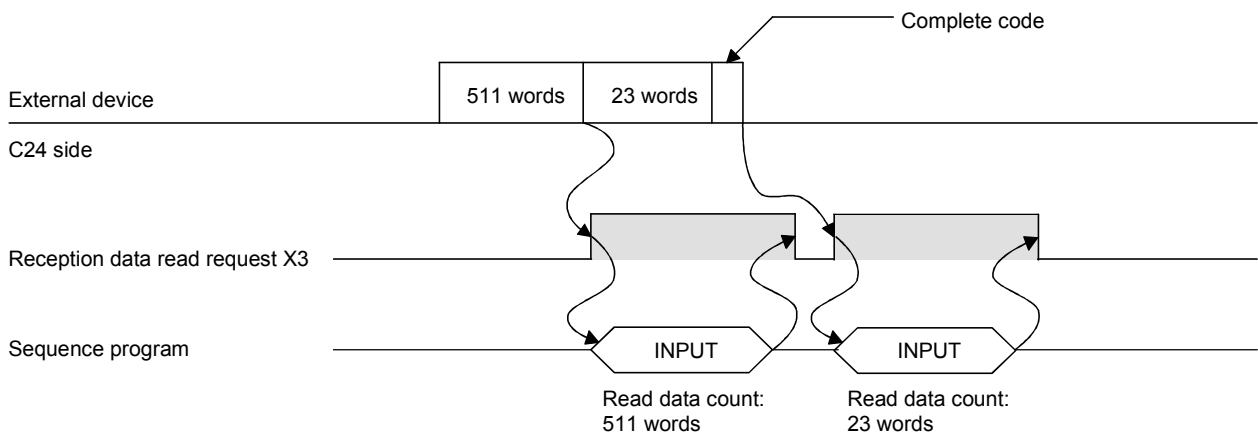 Complete code
External device
511 words
23 words
C24 side
Reception data read request X3
Sequence program
INPUT
INPUT
Read data count:
511 words
Read data count:
23 words